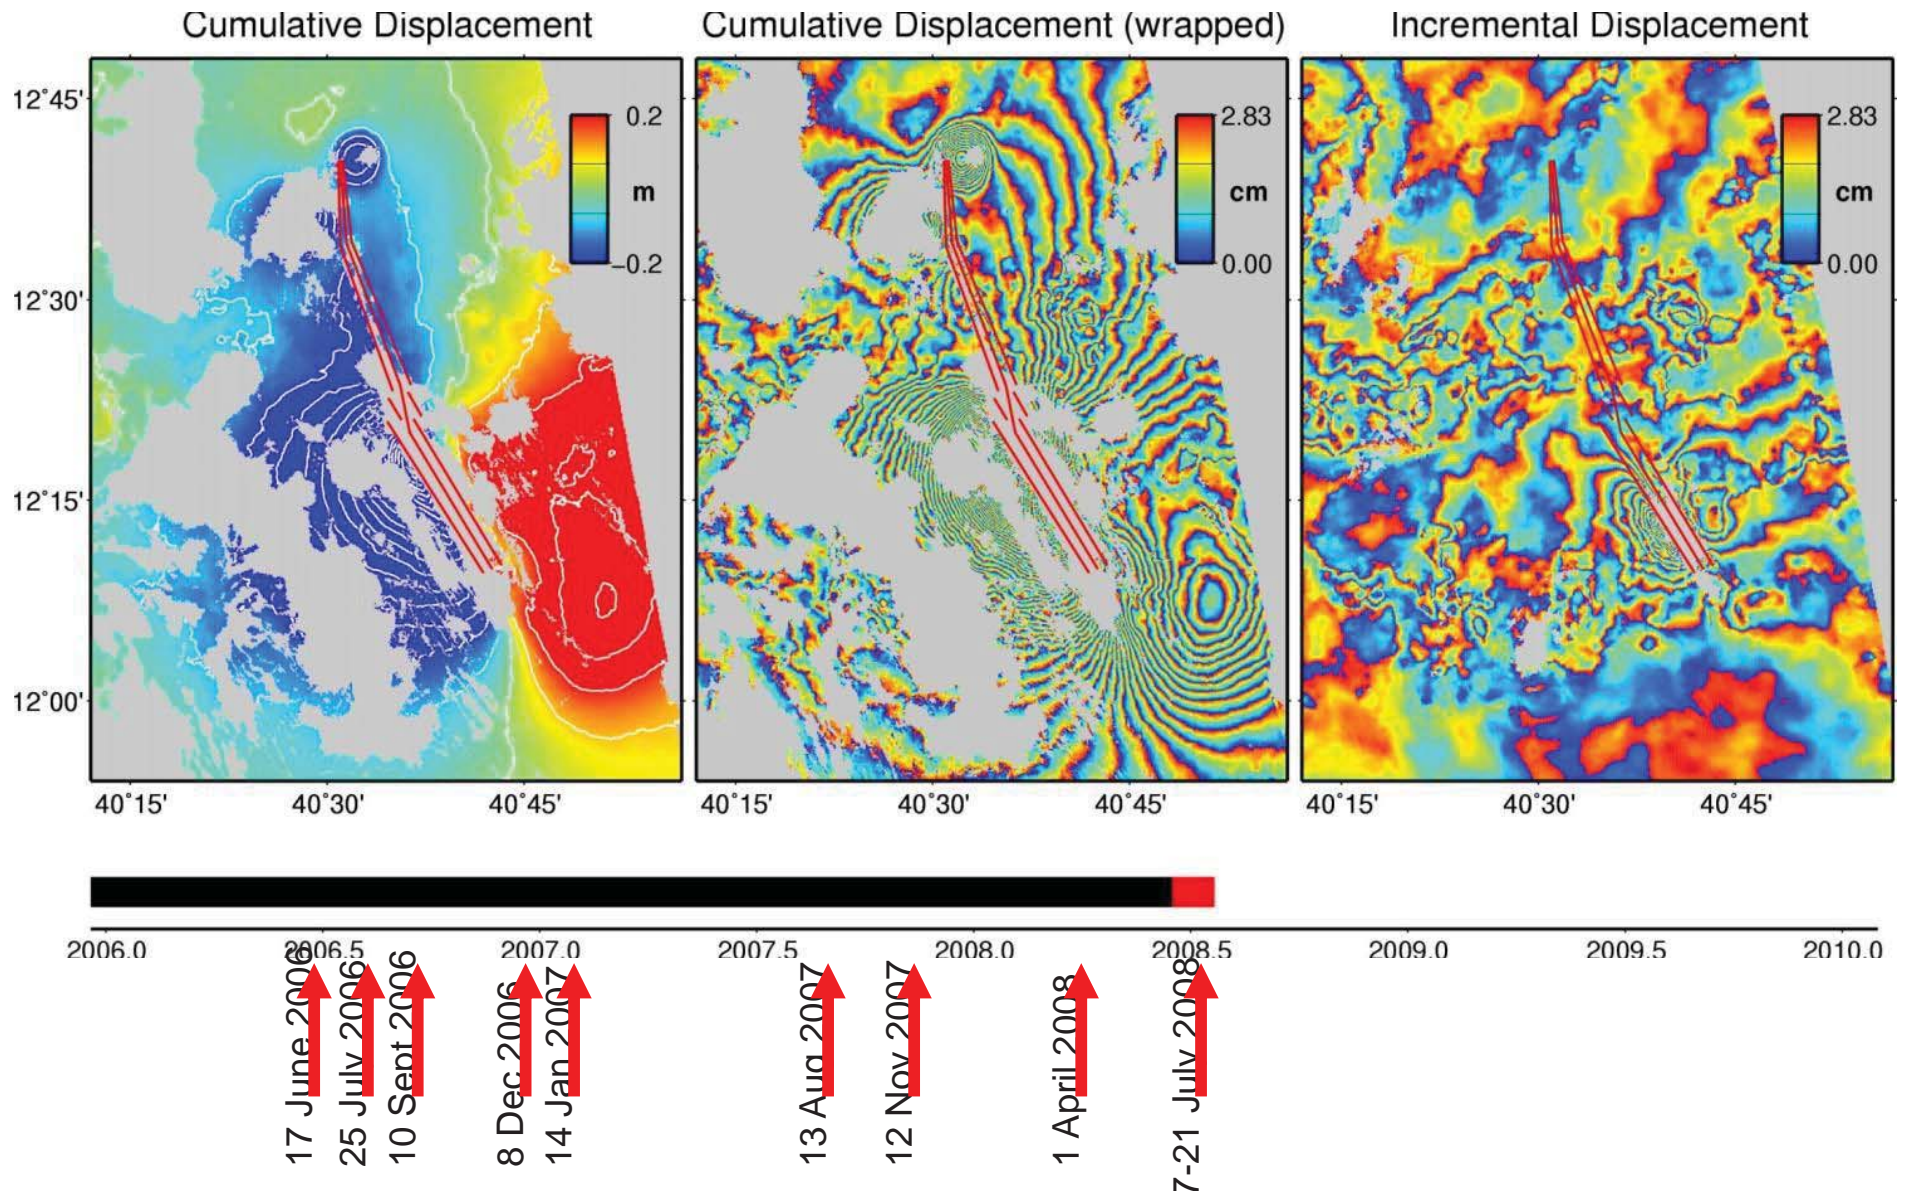 Cumulative Displacement
Cumulative Displacement (wrapped)
Incremental Displacement
12˚45'
12˚30'
12˚15'
12˚00'
0.2
m
−0.2
2.83
cm
0.00
2.83
cm
0.00
40˚15' 40˚30' 40˚45'
40˚15' 40˚30' 40˚45'
40˚15' 40˚30' 40˚45'
2006.0 2006.5 2007.0 2007.5 2008.0 2008.5 2009.0 2009.5 2010.0
17 June 2006
25 July 2006
10 Sept 2006
8 Dec 2006
14 Jan 2007
13 Aug 2007
12 Nov 2007
1 April 2008
7-21 July 2008